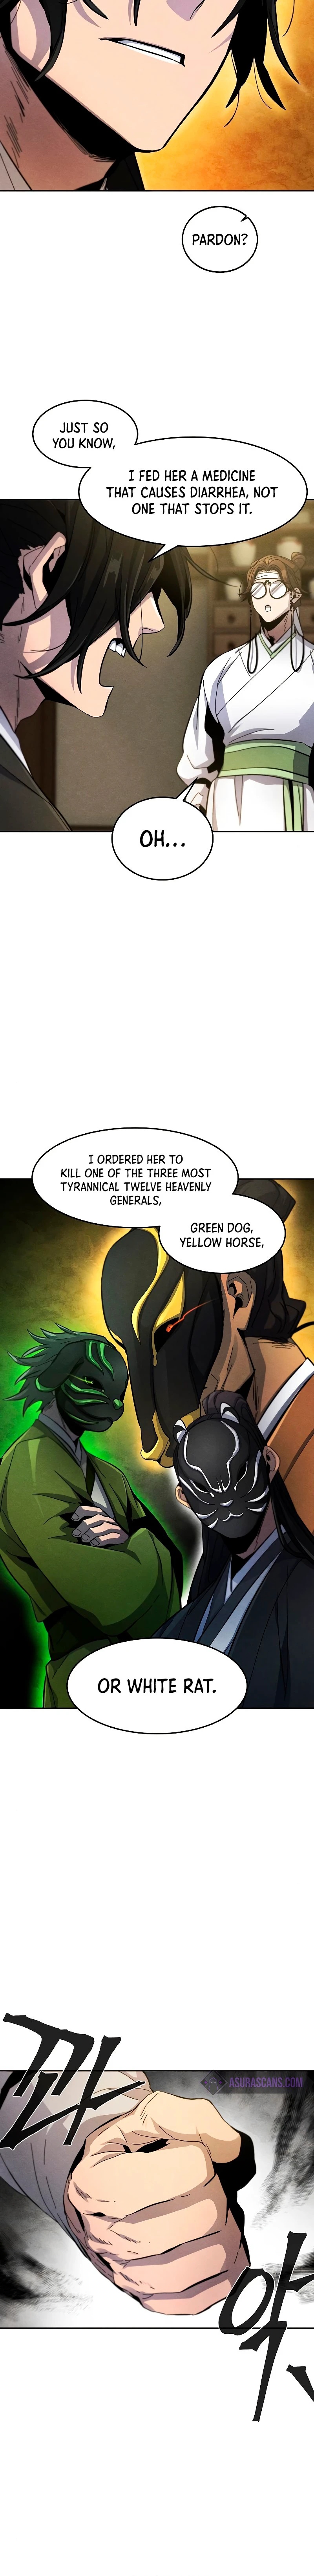 PARDON?
JUST SO
YOU KNOW,
I FED HER A MEDICINE
THAT CAUSES DIARRHEA, NOT
ONE THAT STOPS IT.
OH...
I ORDERED HER TO
KILL ONE OF THE THREE MOST
TYRANNICAL TWELVE HEAVENLY
GENERALS,
GREEN DOG,
YELLOW HORSE,
OR WHITE RAT.
ASURASCANS.COM